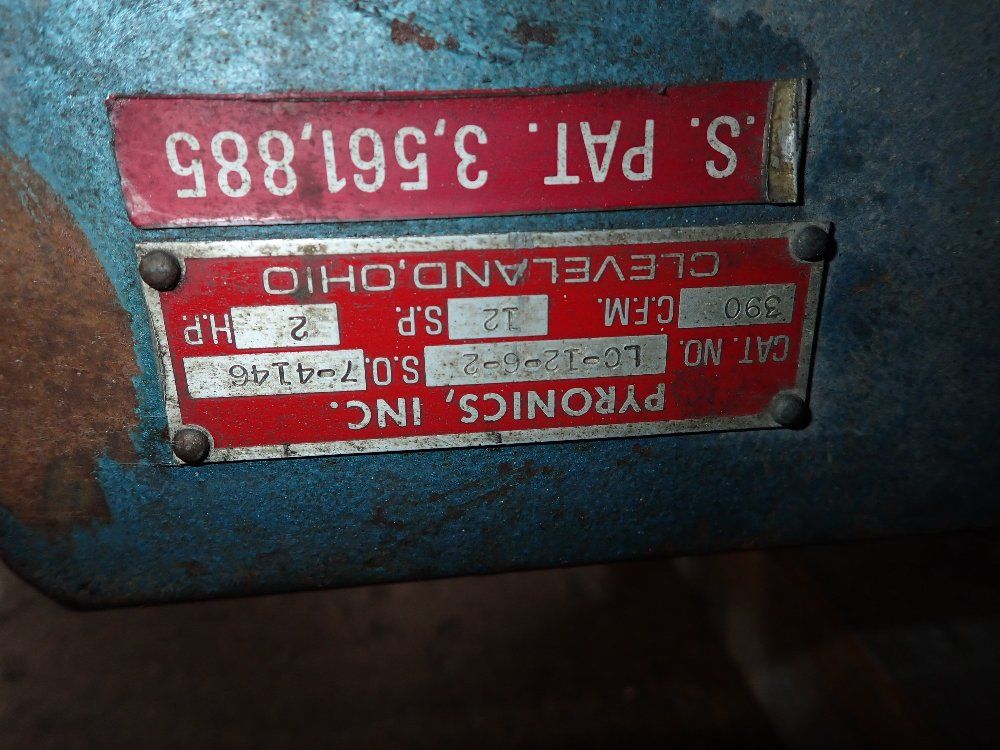 PYRONICS, INC.
CAT. NO. LC-12-6-2 S.O. 7-4146
390 C.F.M. 12 S.P. 2 H.P.
CLEVELAND, OHIO
.S. PAT. 3,561,885